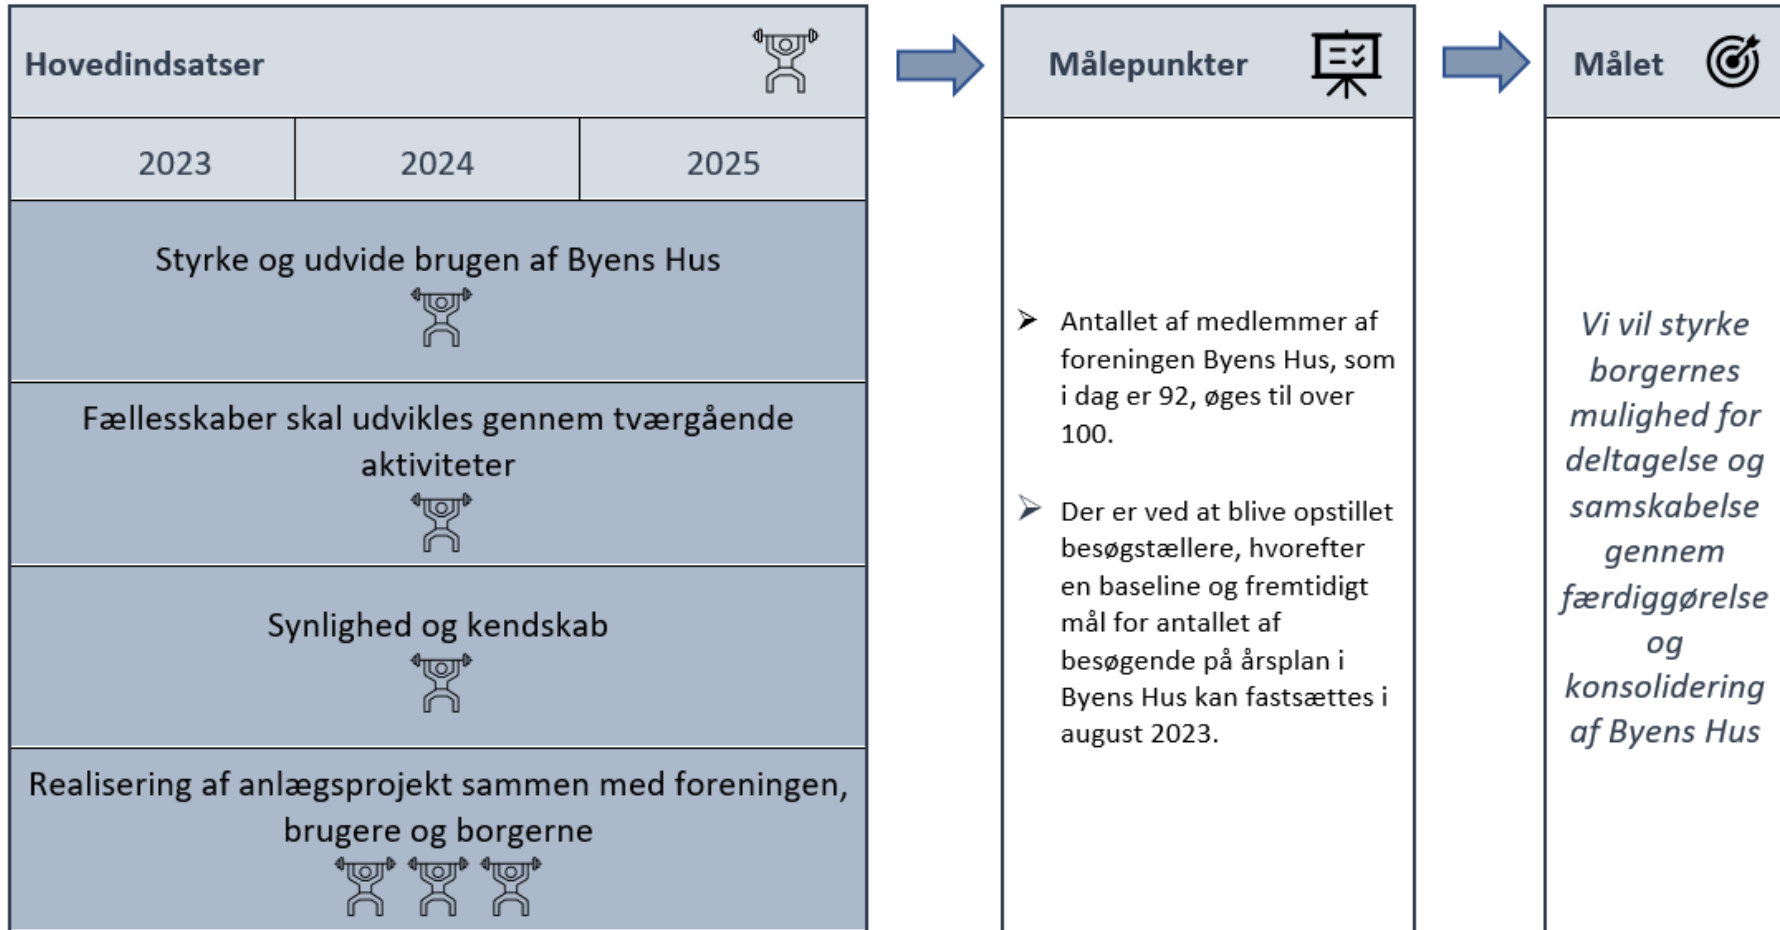 Hovedindsatser
2023 2024 2025
Styrke og udvide brugen af Byens Hus
Fællesskaber skal udvikles gennem tværgående
aktiviteter
Synlighed og kendskab
Realisering af anlægsprojekt sammen med foreningen,
brugere og borgerne
Målepunkter
Antallet af medlemmer af
foreningen Byens Hus, som
i dag er 92, øges til over
100.
Der er ved at blive opstillet
besøgstællere, hvorefter
en baseline og fremtidigt
mål for antallet af
besøgende på årsplan i
Byens Hus kan fastsættes i
august 2023.
Målet
Vi vil styrke
borgernes
mulighed for
deltagelse og
samskabelse
gennem
færdiggørelse
og
konsolidering
af Byens Hus